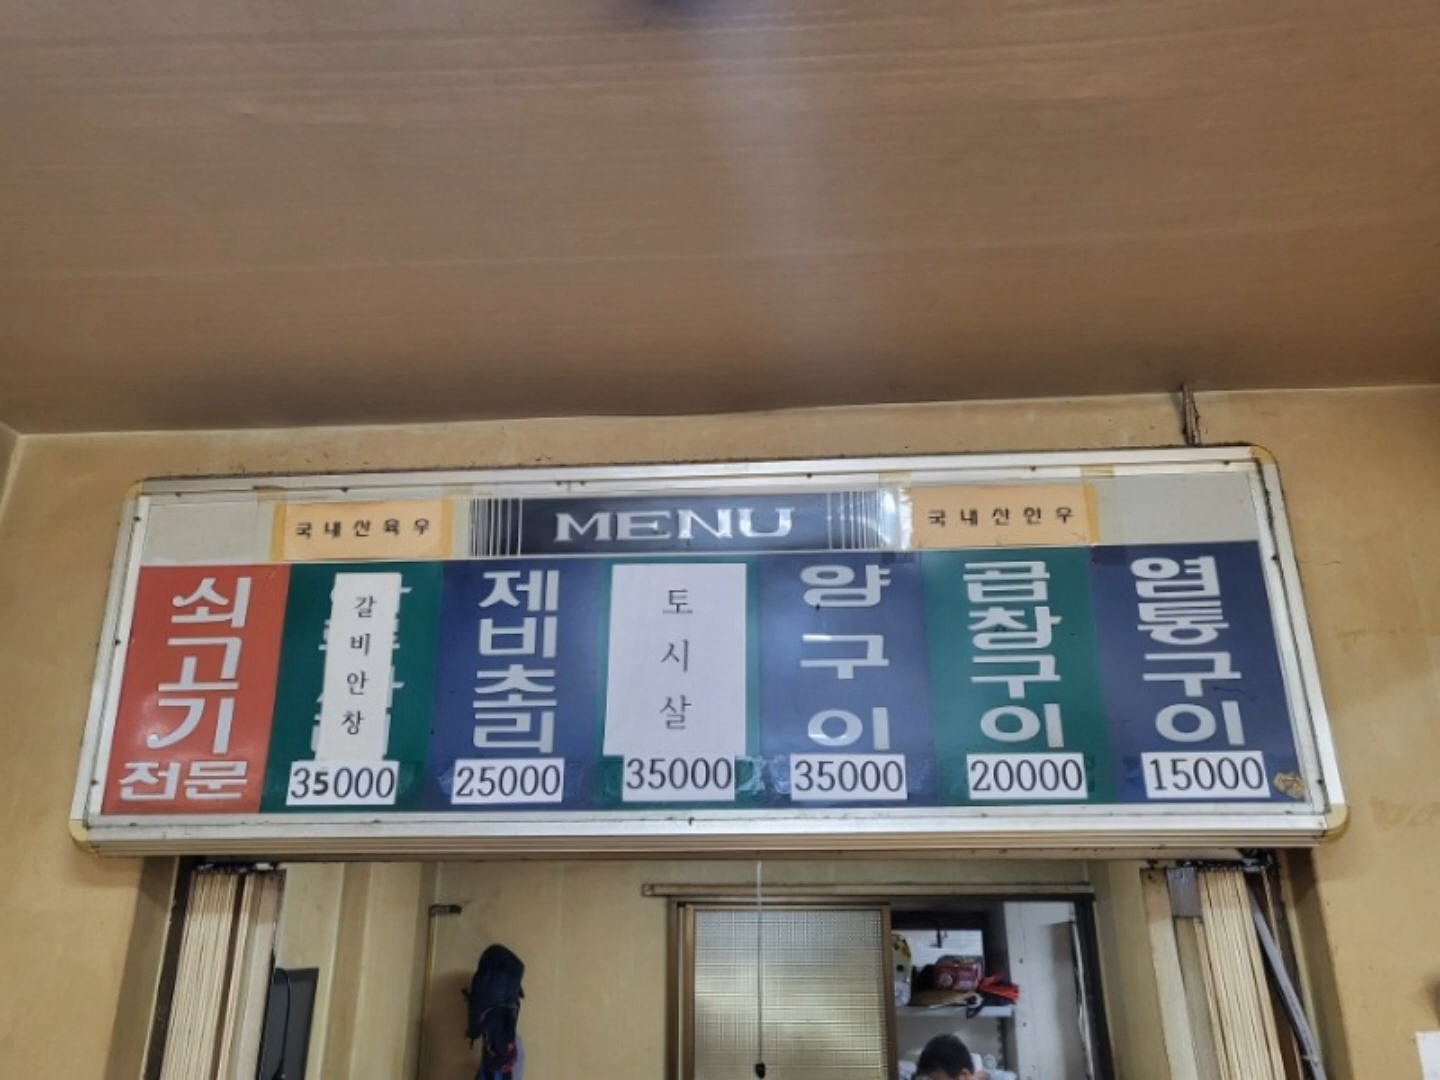 국내산육우
MENU
국내산한우
쇠고기
전문
갈비안창
35000
제비초리
25000
토시살
35000
양구이
35000
곱창구이
20000
염통구이
15000